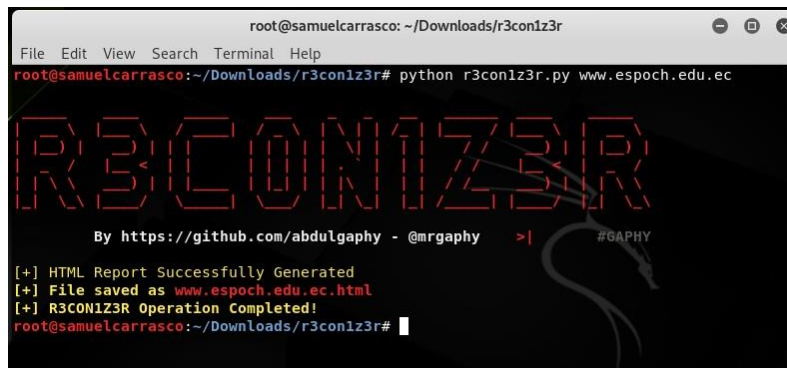 root@samuelcarrasco: ~/Downloads/r3con1z3r
File Edit View Search Terminal Help
root@samuelcarrasco:~/Downloads/r3con1z3r# python r3con1z3r.py www.espoch.edu.ec
R3CON1Z3R
By https://github.com/abdulgaphy - @mrgaphy >| #GAPHY
[+] HTML Report Successfully Generated
[+] File saved as www.espoch.edu.ec.html
[+] R3CON1Z3R Operation Completed!
root@samuelcarrasco:~/Downloads/r3con1z3r#